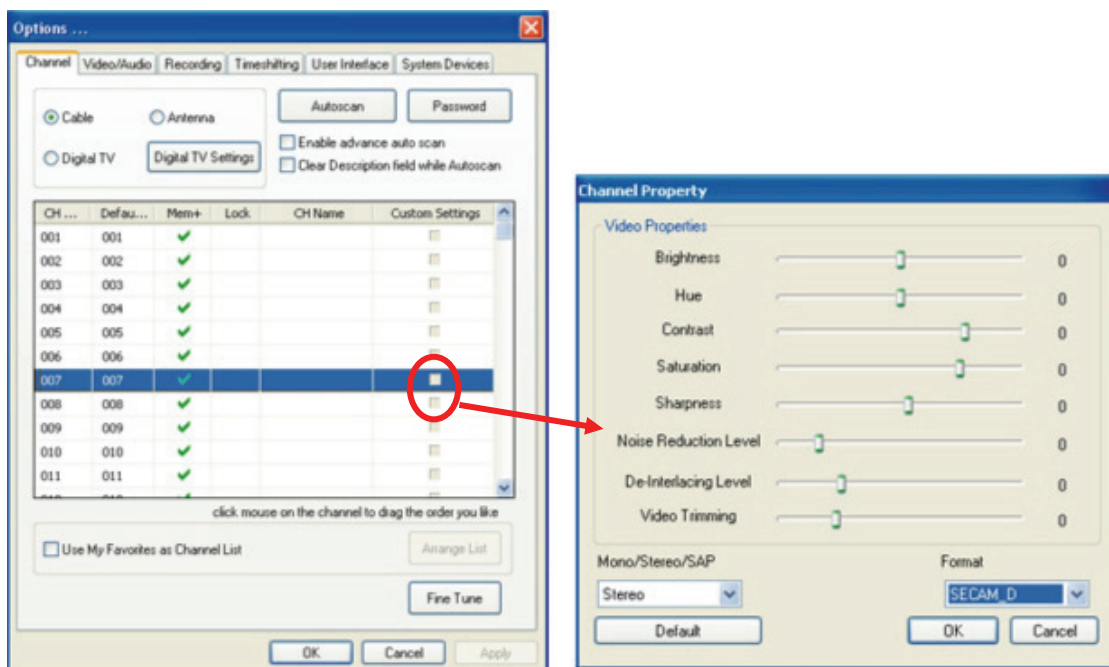 Options ...
Channel Video/Audio Recording Timeshifting User Interface System Devices
Cable Antenna
Digital TV Digital TV Settings
Autoscan Password
Enable advance auto scan
Clear Description field while Autoscan
CH ... Defau... Mem+ Lock CH Name Custom Settings
001 001
002 002
003 003
004 004
005 005
006 006
007 007
008 008
009 009
010 010
011 011
click mouse on the channel to drag the order you like
Use My Favorites as Channel List Arrange List
Fine Tune
OK Cancel Apply
Channel Property
Video Properties
Brightness 0
Hue 0
Contrast 0
Saturation 0
Sharpness 0
Noise Reduction Level 0
De-Interlacing Level 0
Video Trimming 0
Mono/Stereo/SAP Format
Stereo SECAM_D
Default OK Cancel